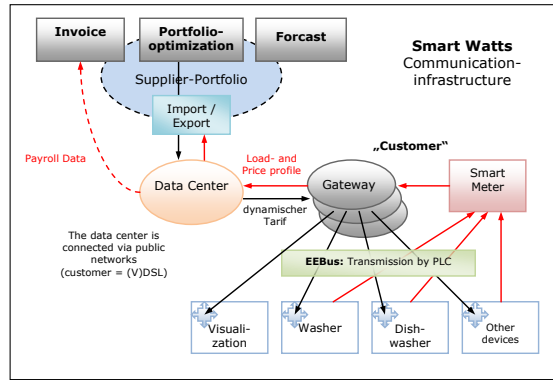 Invoice
Portfolio-
optimization
Forcast
Smart Watts
Communication-
infrastructure
Supplier-Portfolio
Import /
Export
„Customer“
Payroll Data
Load- and
Price profile
Data Center
Gateway
Smart
Meter
dynamischer
Tarif
The data center is
connected via public
networks
(customer = (V)DSL)
EEBus: Transmission by PLC
Visuali-
zation
Washer
Dish-
washer
Other
devices